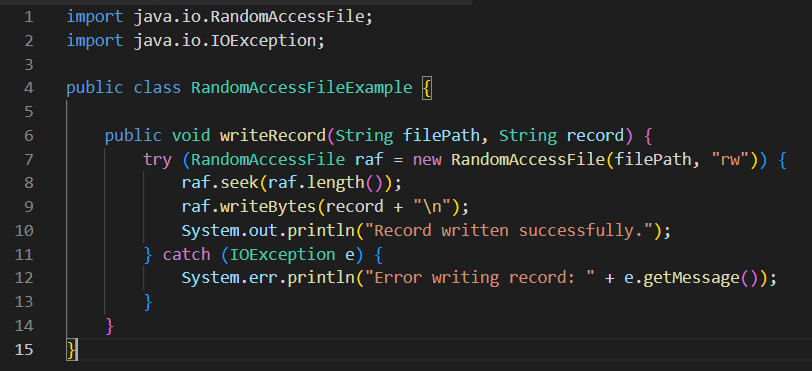 1 import java.io.RandomAccessFile;
2 import java.io.IOException;
3
4 public class RandomAccessFileExample {
5
6     public void writeRecord(String filePath, String record) {
7         try (RandomAccessFile raf = new RandomAccessFile(filePath, "rw")) {
8             raf.seek(raf.length());
9             raf.writeBytes(record + "\n");
10             System.out.println("Record written successfully.");
11         } catch (IOException e) {
12             System.err.println("Error writing record: " + e.getMessage());
13         }
14     }
15 }